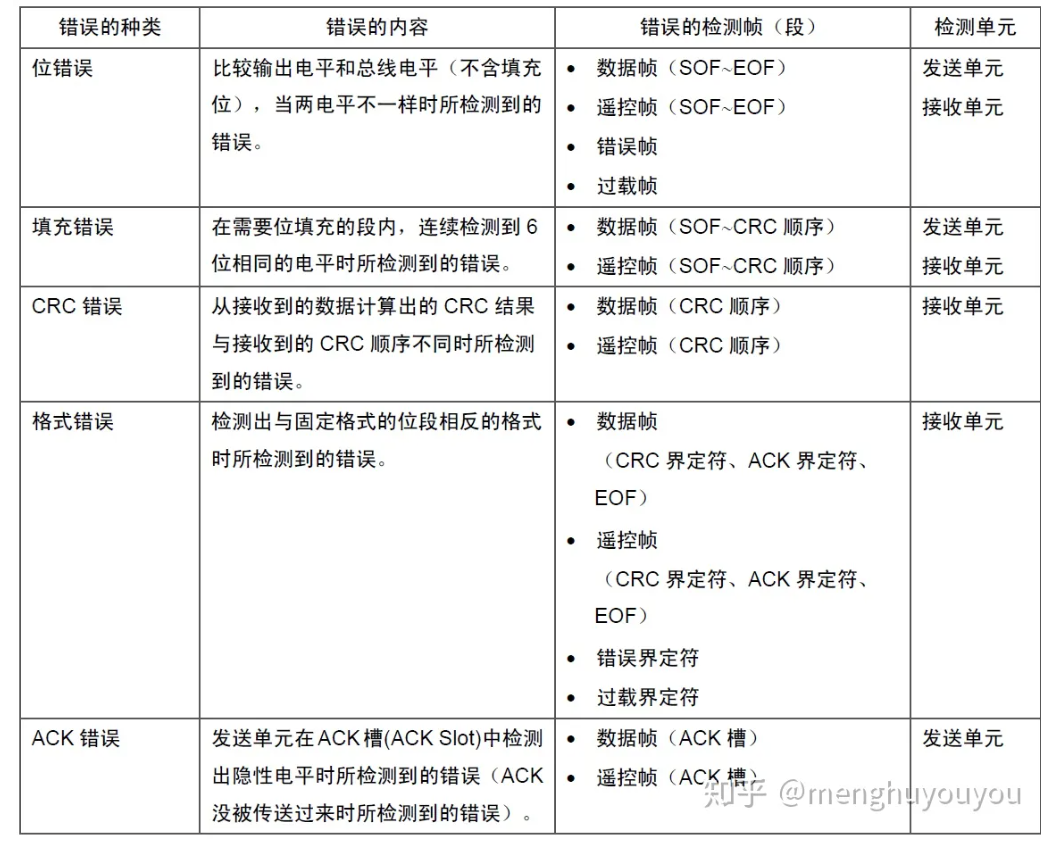 错误的种类 错误的内容 错误的检测帧（段） 检测单元
位错误
比较输出电平和总线电平（不含填充
位），当两电平不一样时所检测到的
错误。
• 数据帧（SOF~EOF）
• 遥控帧（SOF~EOF）
• 错误帧
• 过载帧
发送单元
接收单元
填充错误
在需要位填充的段内，连续检测到 6
位相同的电平时所检测到的错误。
• 数据帧（SOF~CRC 顺序）
• 遥控帧（SOF~CRC 顺序）
发送单元
接收单元
CRC 错误
从接收到的数据计算出的 CRC 结果
与接收到的 CRC 顺序不同时所检测
到的错误。
• 数据帧（CRC 顺序）
• 遥控帧（CRC 顺序）
接收单元
格式错误
检测出与固定格式的位段相反的格式
时所检测到的错误。
• 数据帧
（CRC 界定符、ACK 界定符、
EOF）
• 遥控帧
（CRC 界定符、ACK 界定符、
EOF）
• 错误界定符
• 过载界定符
接收单元
ACK 错误
发送单元在 ACK 槽(ACK Slot)中检测
出隐性电平时所检测到的错误（ACK
没被传送过来时所检测到的错误）。
• 数据帧（ACK 槽）
• 遥控帧（ACK 槽）
发送单元
知乎 @menghuyouyou